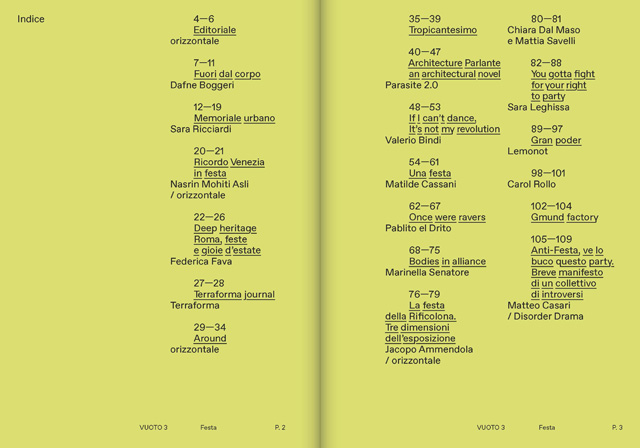 Indice
4—6
Editoriale
orizzontale
7—11
Fuori dal corpo
Dafne Boggeri
12—19
Memoriale urbano
Sara Ricciardi
20—21
Ricordo Venezia
in festa
Nasrin Mohiti Asli
/ orizzontale
22—26
Deep heritage
Roma, feste
e gioie d'estate
Federica Fava
27—28
Terraforma journal
Terraforma
29—34
Around
orizzontale
VUOTO 3
Festa
P. 2
35—39
Tropicantesimo
40—47
Architecture Parlante
an architectural novel
Parasite 2.0
48—53
If I can't dance,
It's not my revolution
Valerio Bindi
54—61
Una festa
Matilde Cassani
62—67
Once were ravers
Pablito el Drito
68—75
Bodies in alliance
Marinella Senatore
76—79
La festa
della Rificolona.
Tre dimensioni
dell'esposizione
Jacopo Ammendola
/ orizzontale
80—81
Chiara Dal Maso
e Mattia Savelli
82—88
You gotta fight
for your right
to party
Sara Leghissa
89—97
Gran poder
Lemonot
98—101
Carol Rollo
102—104
Gmund factory
105—109
Anti-Festa, ve lo
buco questo party.
Breve manifesto
di un collettivo
di introversi
Matteo Casari
/ Disorder Drama
VUOTO 3
Festa
P. 3